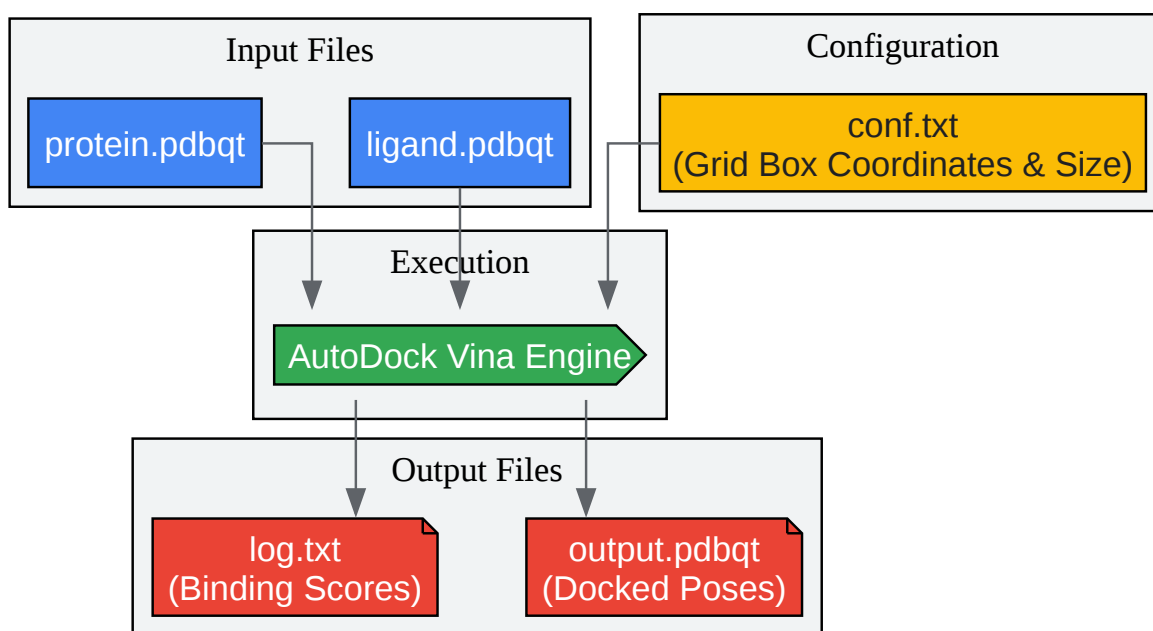 Input Files
protein.pdbqt
ligand.pdbqt
Configuration
conf.txt
(Grid Box Coordinates & Size)
Execution
AutoDock Vina Engine
Output Files
log.txt
(Binding Scores)
output.pdbqt
(Docked Poses)